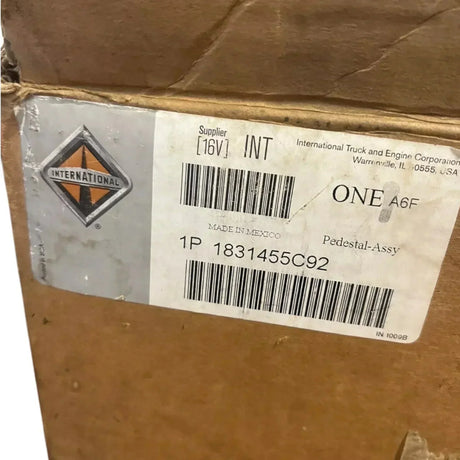 Supplier
[16V] INT
International Truck and Engine Corporation
Warrenville, IL 60555, USA
INTERNATIONAL
®
ONE A6F
MADE IN MEXICO
Pedestal-Assy
1P 1831455C92
IN 1009B